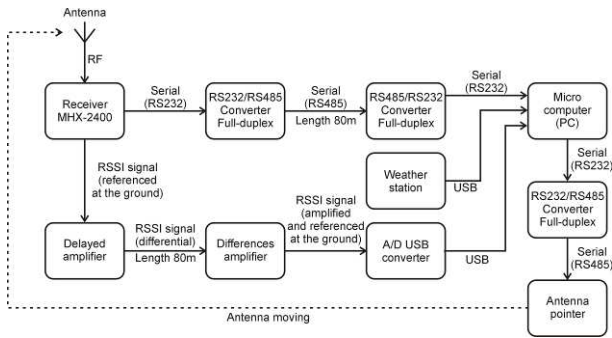 Antenna
RF
Receiver
MHX-2400
Serial
(RS232)
RS232/RS485
Converter
Full-duplex
Serial
(RS485)
Length 80m
RS485/RS232
Converter
Full-duplex
Serial
(RS232)
Micro
computer
(PC)
Weather
station
USB
Serial
(RS232)
RS232/RS485
Converter
Full-duplex
Serial
(RS485)
Antenna
pointer
RSSI signal
(referenced
at the ground)
Delayed
amplifier
RSSI signal
(differential)
Length 80m
Differences
amplifier
RSSI signal
(amplified
and referenced
at the ground)
A/D USB
converter
USB
Antenna moving